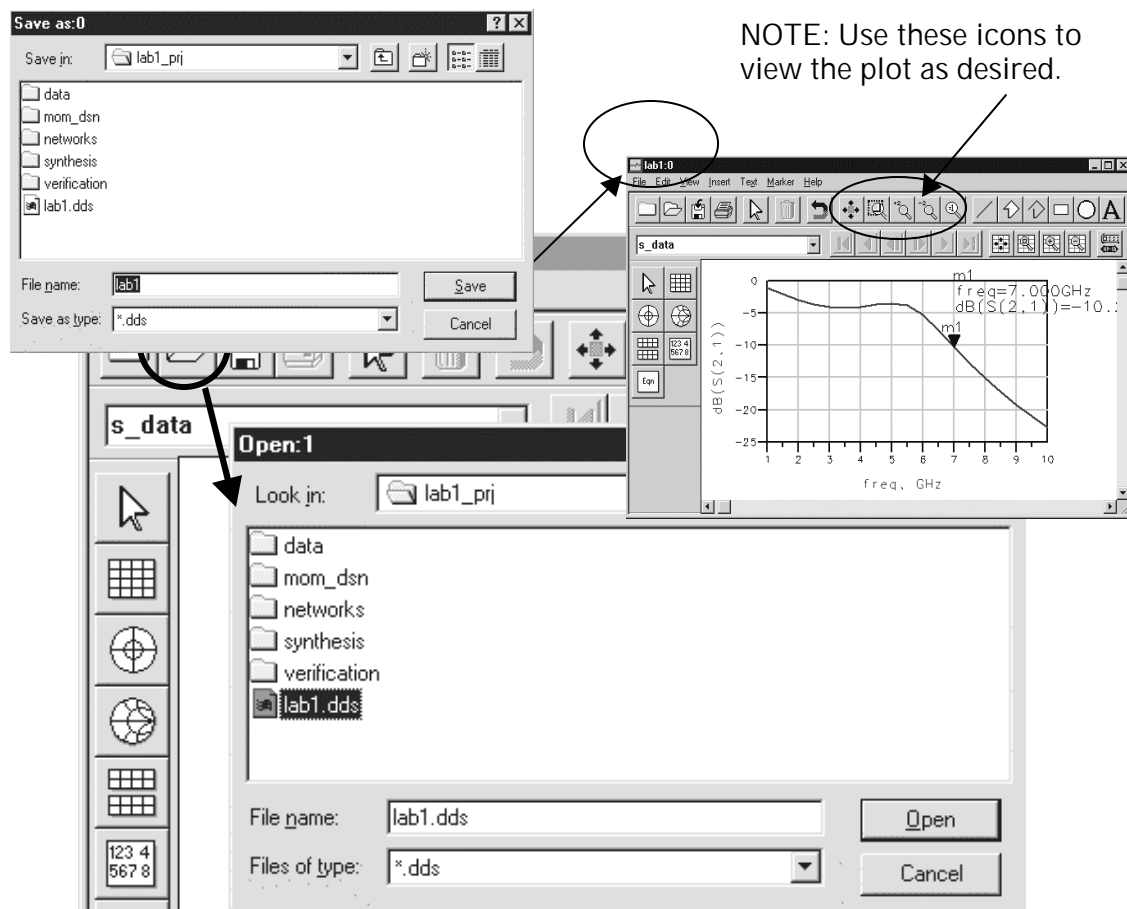 Save as:0
Save in:
lab1_prj
data
mom_dsn
networks
synthesis
verification
lab1.dds
File name:
lab1
Save
Save as type:
*.dds
Cancel
NOTE: Use these icons to
view the plot as desired.
lab1:0
File Edit View Insert Text Marker Help
A
s_data
123 4
567 8
Eqn
m1
freq=7.000GHz
dB(S(2,1))=-10.
m1
dB(S(2,1))
0
-5
-10
-15
-20
-25
1 2 3 4 5 6 7 8 9 10
freq, GHz
s_data
123 4
567 8
Open:1
Look in:
lab1_prj
data
mom_dsn
networks
synthesis
verification
lab1.dds
File name:
lab1.dds
Open
Files of type:
*.dds
Cancel